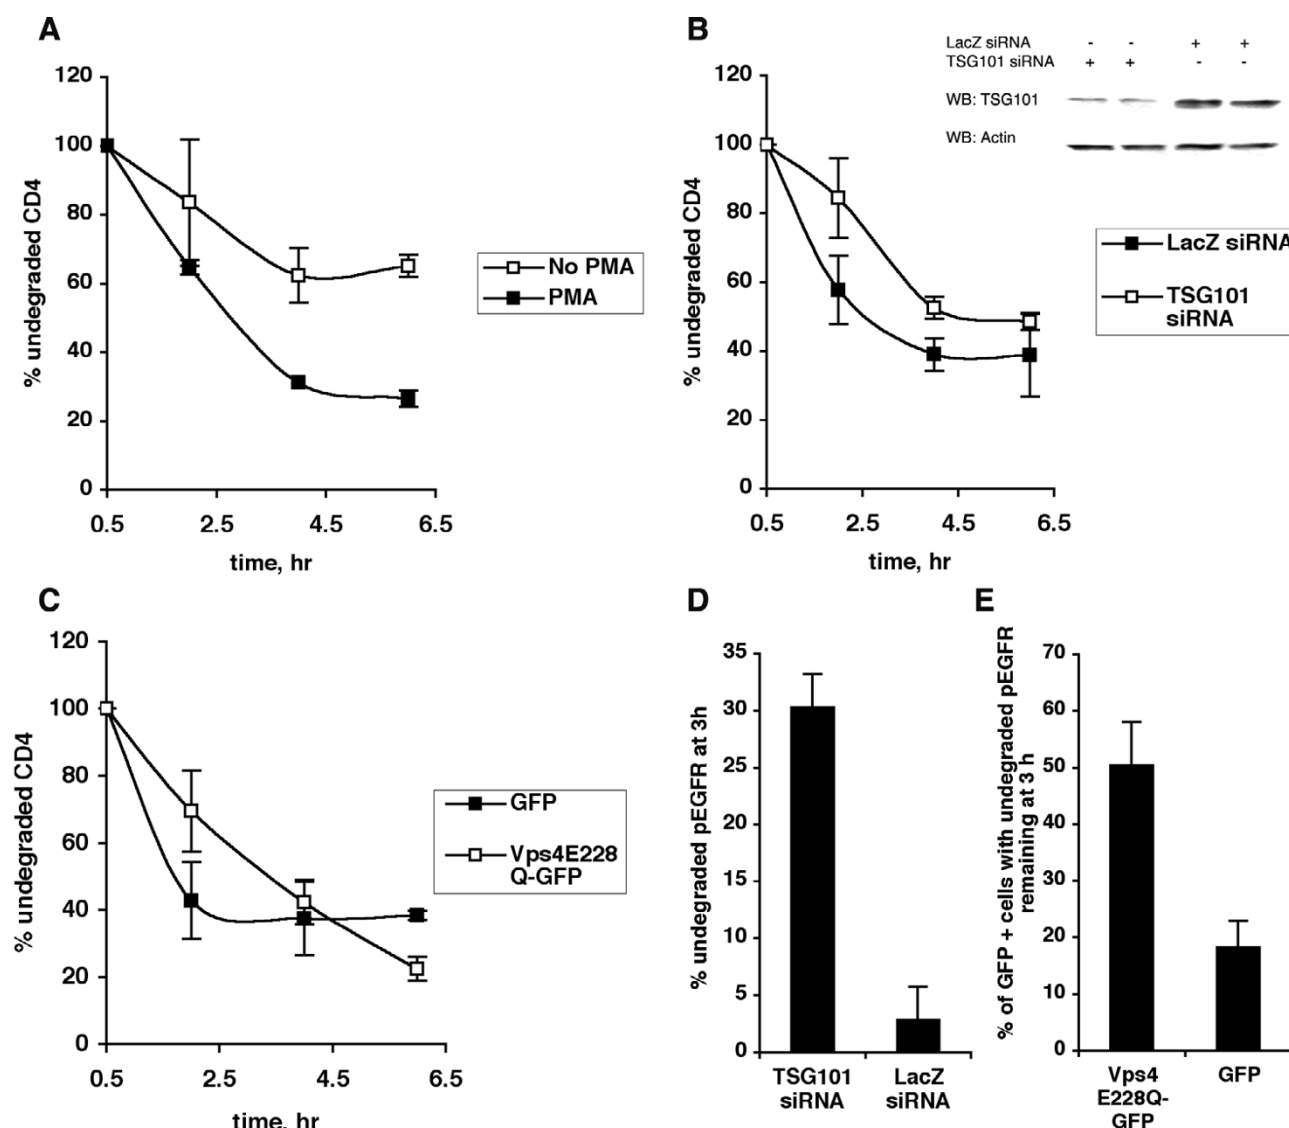 A
120
100
80
60
40
20
0
% undegraded CD4
0.5
2.5
4.5
6.5
time, hr
No PMA
PMA
B
LacZ siRNA - - + +
TSG101 siRNA + + - -
WB: TSG101
WB: Actin
120
100
80
60
40
20
0
% undegraded CD4
0.5
2.5
4.5
6.5
time, hr
LacZ siRNA
TSG101
siRNA
C
120
100
80
60
40
20
0
% undegraded CD4
0.5
2.5
4.5
6.5
time, hr
GFP
Vps4E228
Q-GFP
D
35
30
25
20
15
10
5
0
% undegraded pEGFR at 3h
TSG101
siRNA
LacZ
siRNA
E
70
60
50
40
30
20
10
0
% of GFP + cells with undegraded pEGFR
remaining at 3 h
Vps4
E228Q-
GFP
GFP